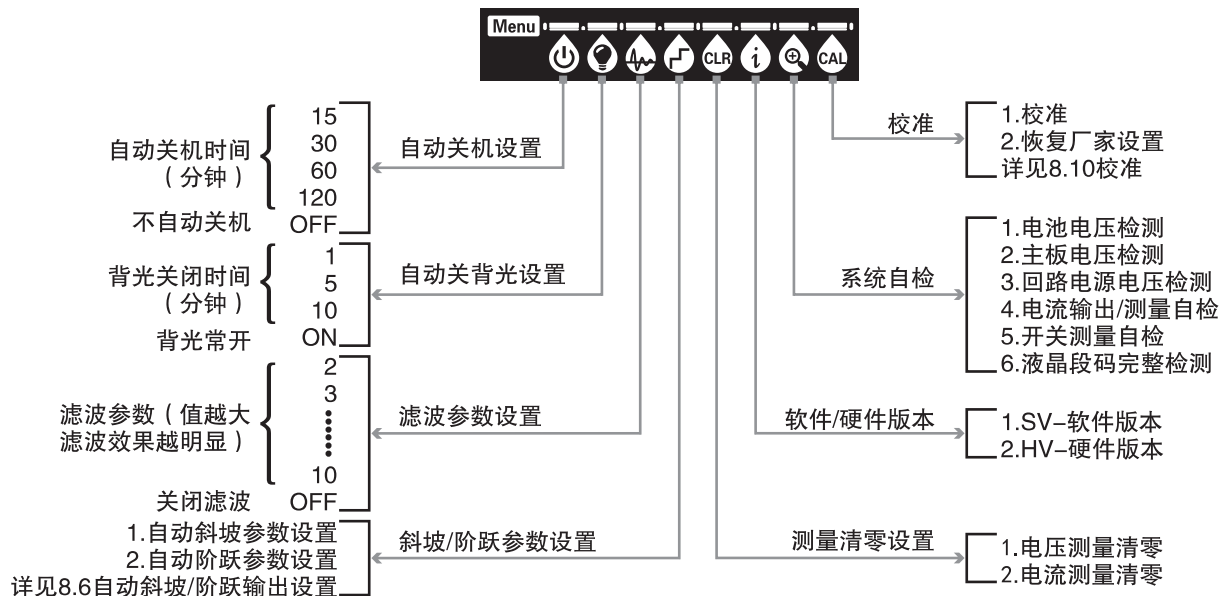 Menu
CLR
i
CAL
15
30
60
120
OFF
自动关机时间
（分钟）
不自动关机
自动关机设置
1
5
10
ON
背光关闭时间
（分钟）
背光常开
自动关背光设置
2
3
10
OFF
滤波参数（值越大
滤波效果越明显）
关闭滤波
滤波参数设置
1.自动斜坡参数设置
2.自动阶跃参数设置
详见8.6自动斜坡/阶跃输出设置
斜坡/阶跃参数设置
校准
1.校准
2.恢复厂家设置
详见8.10校准
系统自检
1.电池电压检测
2.主板电压检测
3.回路电源电压检测
4.电流输出/测量自检
5.开关测量自检
6.液晶段码完整检测
软件/硬件版本
1.SV–软件版本
2.HV–硬件版本
测量清零设置
1.电压测量清零
2.电流测量清零